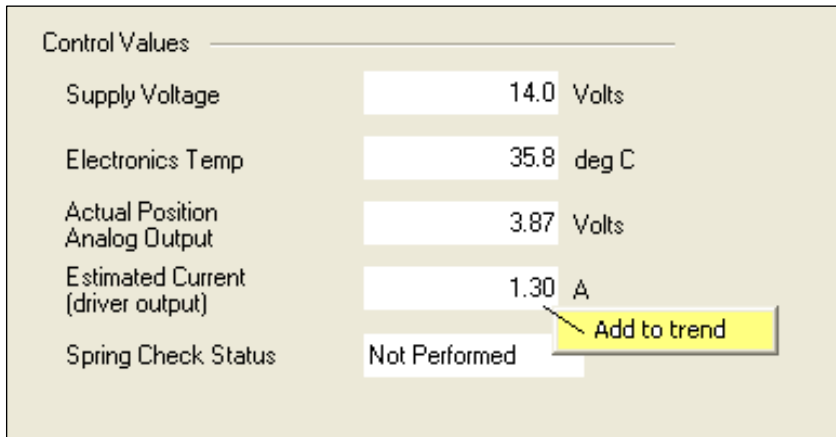 Control Values
Supply Voltage 14.0 Volts
Electronics Temp 35.8 deg C
Actual Position
Analog Output 3.87 Volts
Estimated Current
(driver output) 1.30 A
Add to trend
Spring Check Status Not Performed